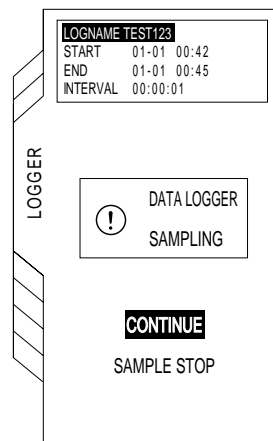 LOGNAME TEST123
START 01-01 00:42
END 01-01 00:45
INTERVAL 00:00:01
LOGGER
!
DATA LOGGER
SAMPLING
CONTINUE
SAMPLE STOP